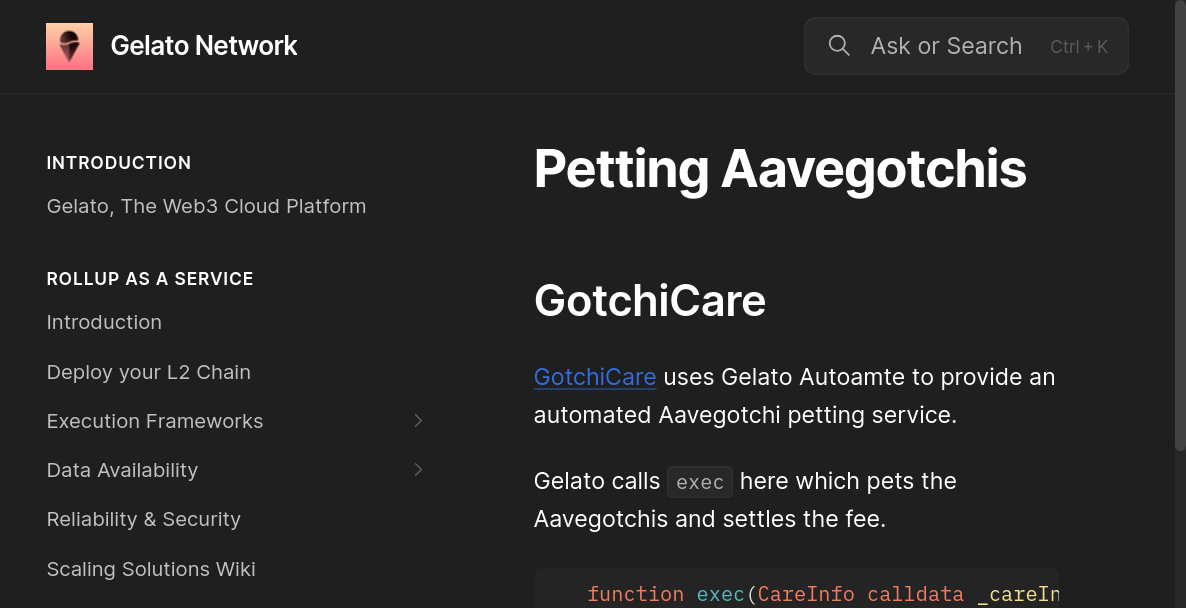 Gelato Network
Ask or Search Ctrl + K
INTRODUCTION
Gelato, The Web3 Cloud Platform
ROLLUP AS A SERVICE
Introduction
Deploy your L2 Chain
Execution Frameworks
Data Availability
Reliability & Security
Scaling Solutions Wiki
Petting Aavegotchis
GotchiCare
GotchiCare uses Gelato Autoamte to provide an
automated Aavegotchi petting service.
Gelato calls exec here which pets the
Aavegotchis and settles the fee.
function exec(CareInfo calldata _careIn